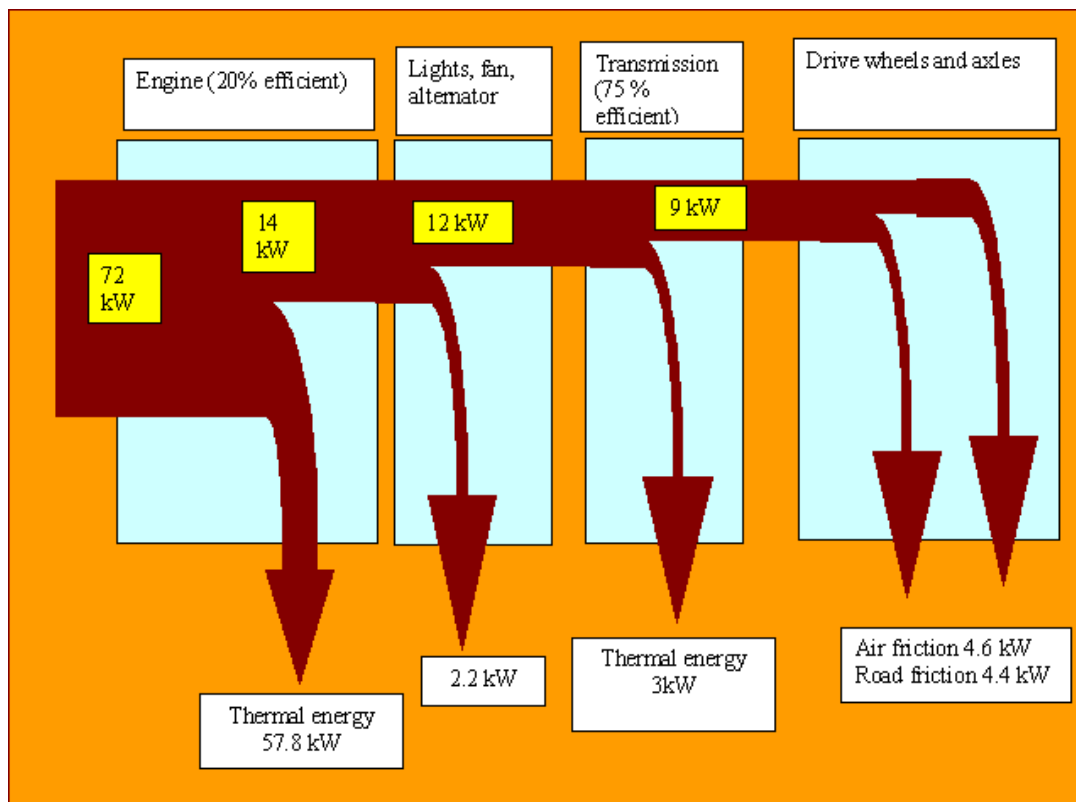 Engine (20% efficient)
Lights, fan,
alternator
Transmission
(75 %
efficient)
Drive wheels and axles
72
kW
14
kW
12 kW
9 kW
Thermal energy
57.8 kW
2.2 kW
Thermal energy
3kW
Air friction 4.6 kW
Road friction 4.4 kW